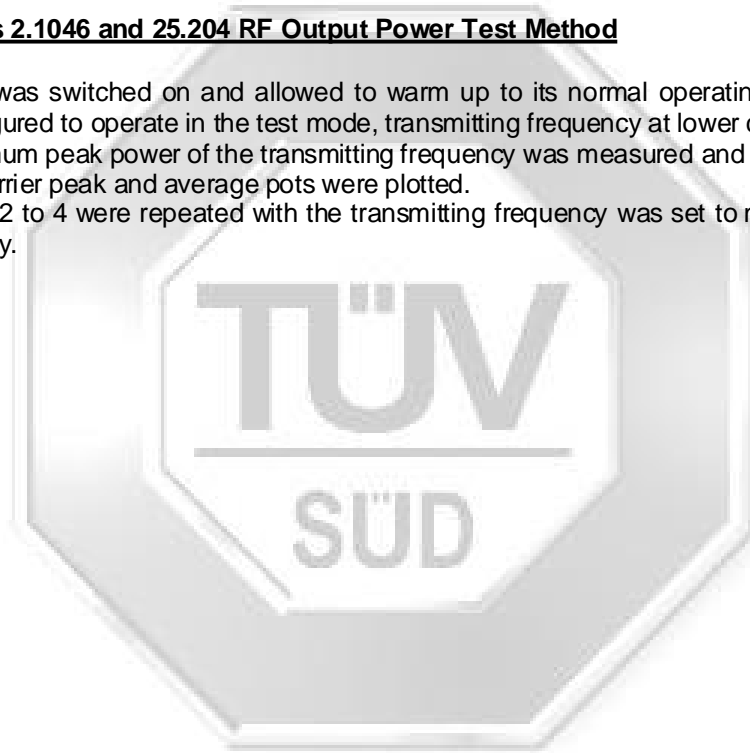 s 2.1046 and 25.204 RF Output Power Test Method
was switched on and allowed to warm up to its normal operatin
gured to operate in the test mode, transmitting frequency at lower
num peak power of the transmitting frequency was measured and
rrier peak and average pots were plotted.
2 to 4 were repeated with the transmitting frequency was set to
y.
TÜV
SÜD